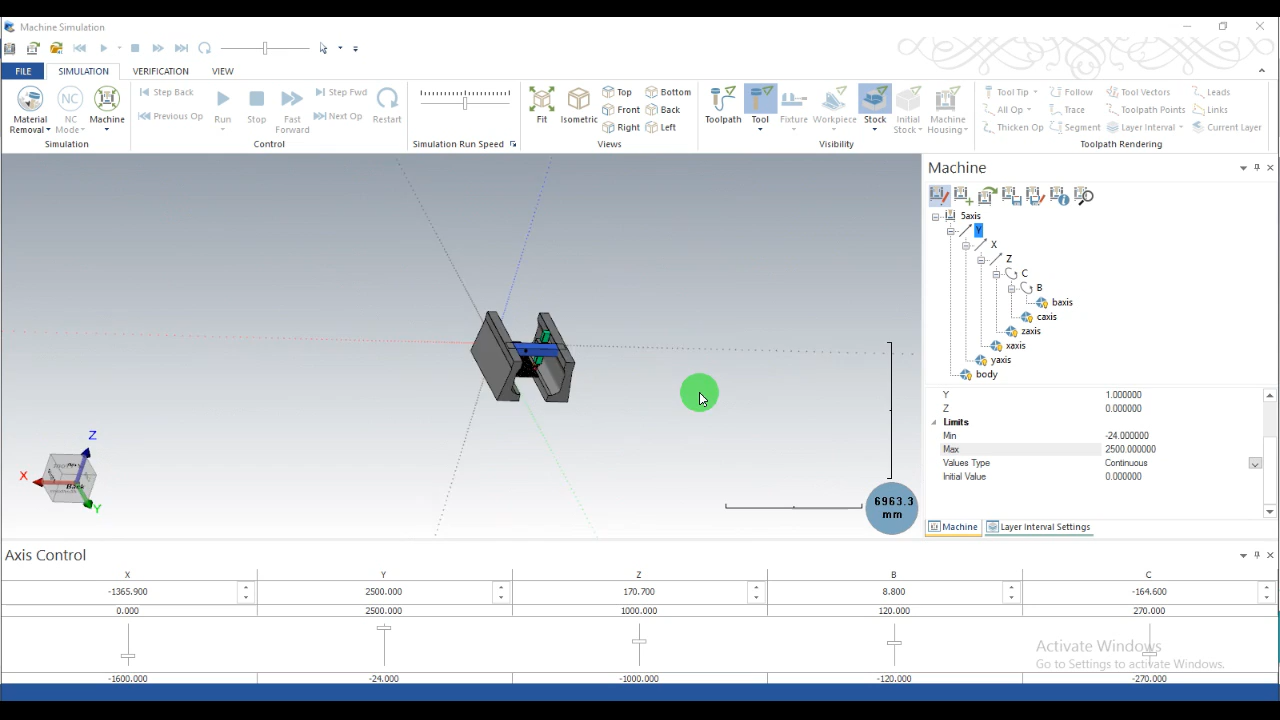 Machine Simulation
FILE SIMULATION VERIFICATION VIEW
Step Back Step Fwd
Previous Op Next Op
Material Removal NC Mode Machine Run Stop Fast Forward Restart
Fit Isometric Top Bottom
Front Back
Right Left
Toolpath Tool Fixture Workpiece Stock Initial Stock Machine Housing
Tool Tip Follow Tool Vectors Leads
All Op Trace Toolpath Points Links
Thicken Op Segment Layer Interval Current Layer
Simulation Control Simulation Run Speed Views Visibility Toolpath Rendering
Machine
5axis
Y
X
Z
C
B
baxis
caxis
zaxis
xaxis
yaxis
body
Y 1.000000
Z 0.000000
Limits
Min -24.000000
Max 2500.000000
Values Type Continuous
Initial Value 0.000000
Machine Layer Interval Settings
6963.3
mm
Z
X
Y
Back
Axis Control
X Y Z B C
-1365.900 2500.000 170.700 8.800 -164.600
0.000 2500.000 1000.000 120.000 270.000
-1600.000 -24.000 -1000.000 -120.000 -270.000
Activate Windows
Go to Settings to activate Windows.